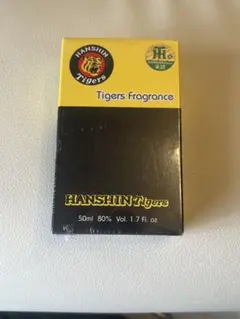 HANSHIN
Tigers
Tigers Fragrance
HANSHIN Tigers
50ml 80% Vol. 1.7 fl. oz